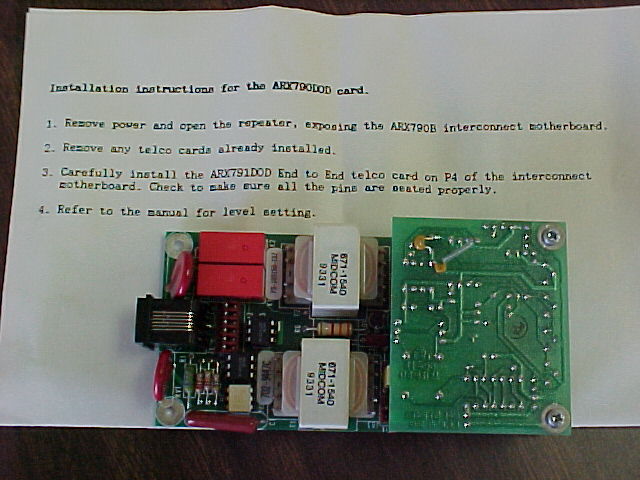 Installation instructions for the ARX790DOD card.
1. Remove power and open the repeater, exposing the ARX790B interconnect motherboard.
2. Remove any telco cards already installed.
3. Carefully install the ARX791DOD End to End telco card on P4 of the interconnect
motherboard. Check to make sure all the pins are seated properly.
4. Refer to the manual for level setting.
671-1540
MIDCOM
9331
671-1540
MIDCOM
9331